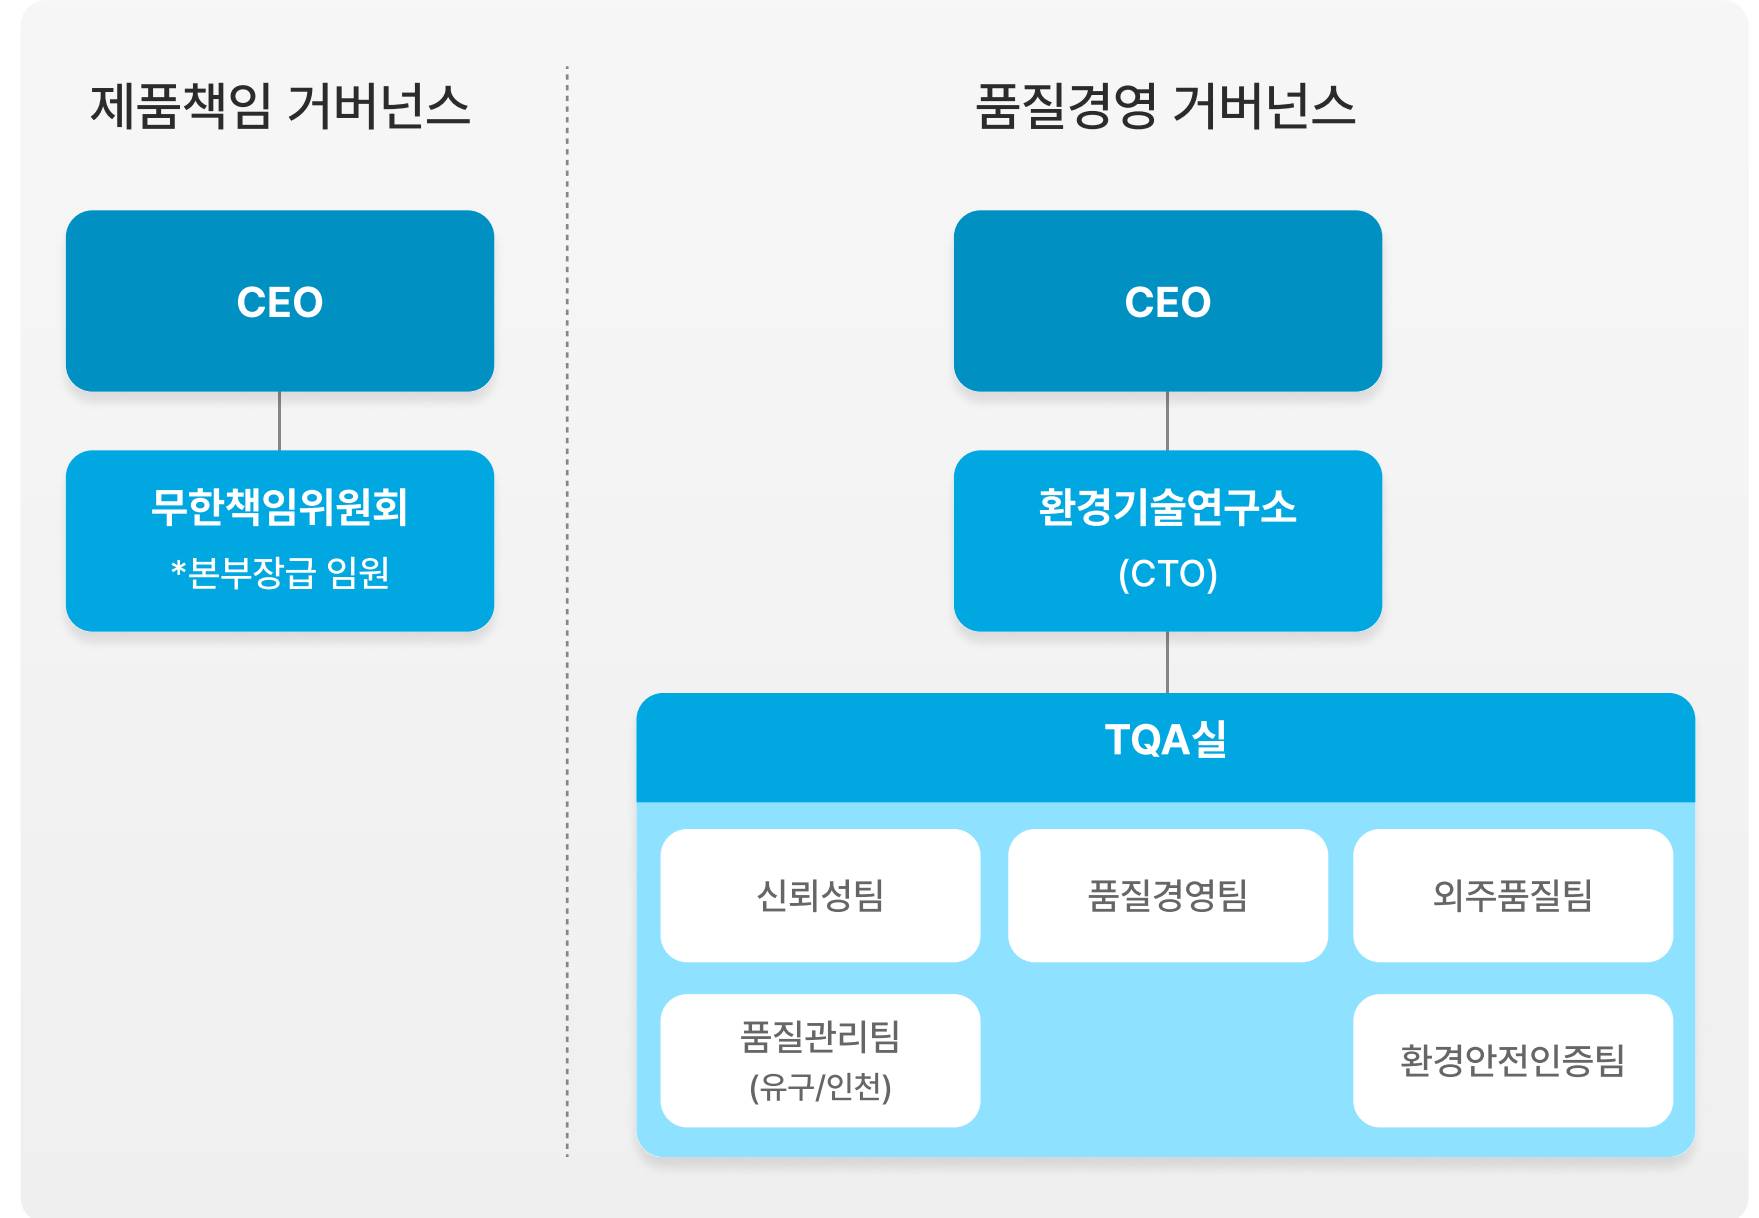 제품책임 거버넌스
CEO
무한책임위원회
*본부장급 임원
품질경영 거버넌스
CEO
환경기술연구소
(CTO)
TQA실
신뢰성팀
품질경영팀
외주품질팀
품질관리팀
(유구/인천)
환경안전인증팀